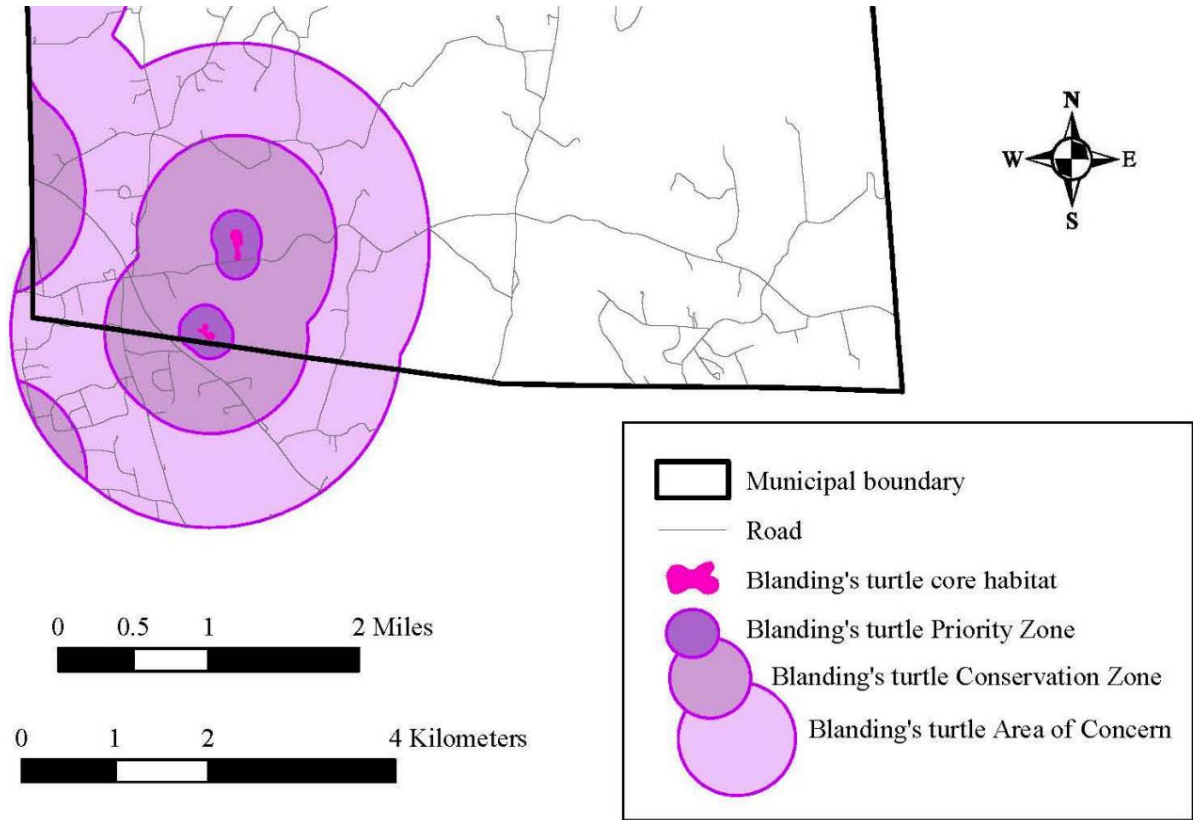 N
W E
S
Municipal boundary
Road
Blanding's turtle core habitat
Blanding's turtle Priority Zone
Blanding's turtle Conservation Zone
Blanding's turtle Area of Concern
0 0.5 1 2 Miles
0 1 2 4 Kilometers